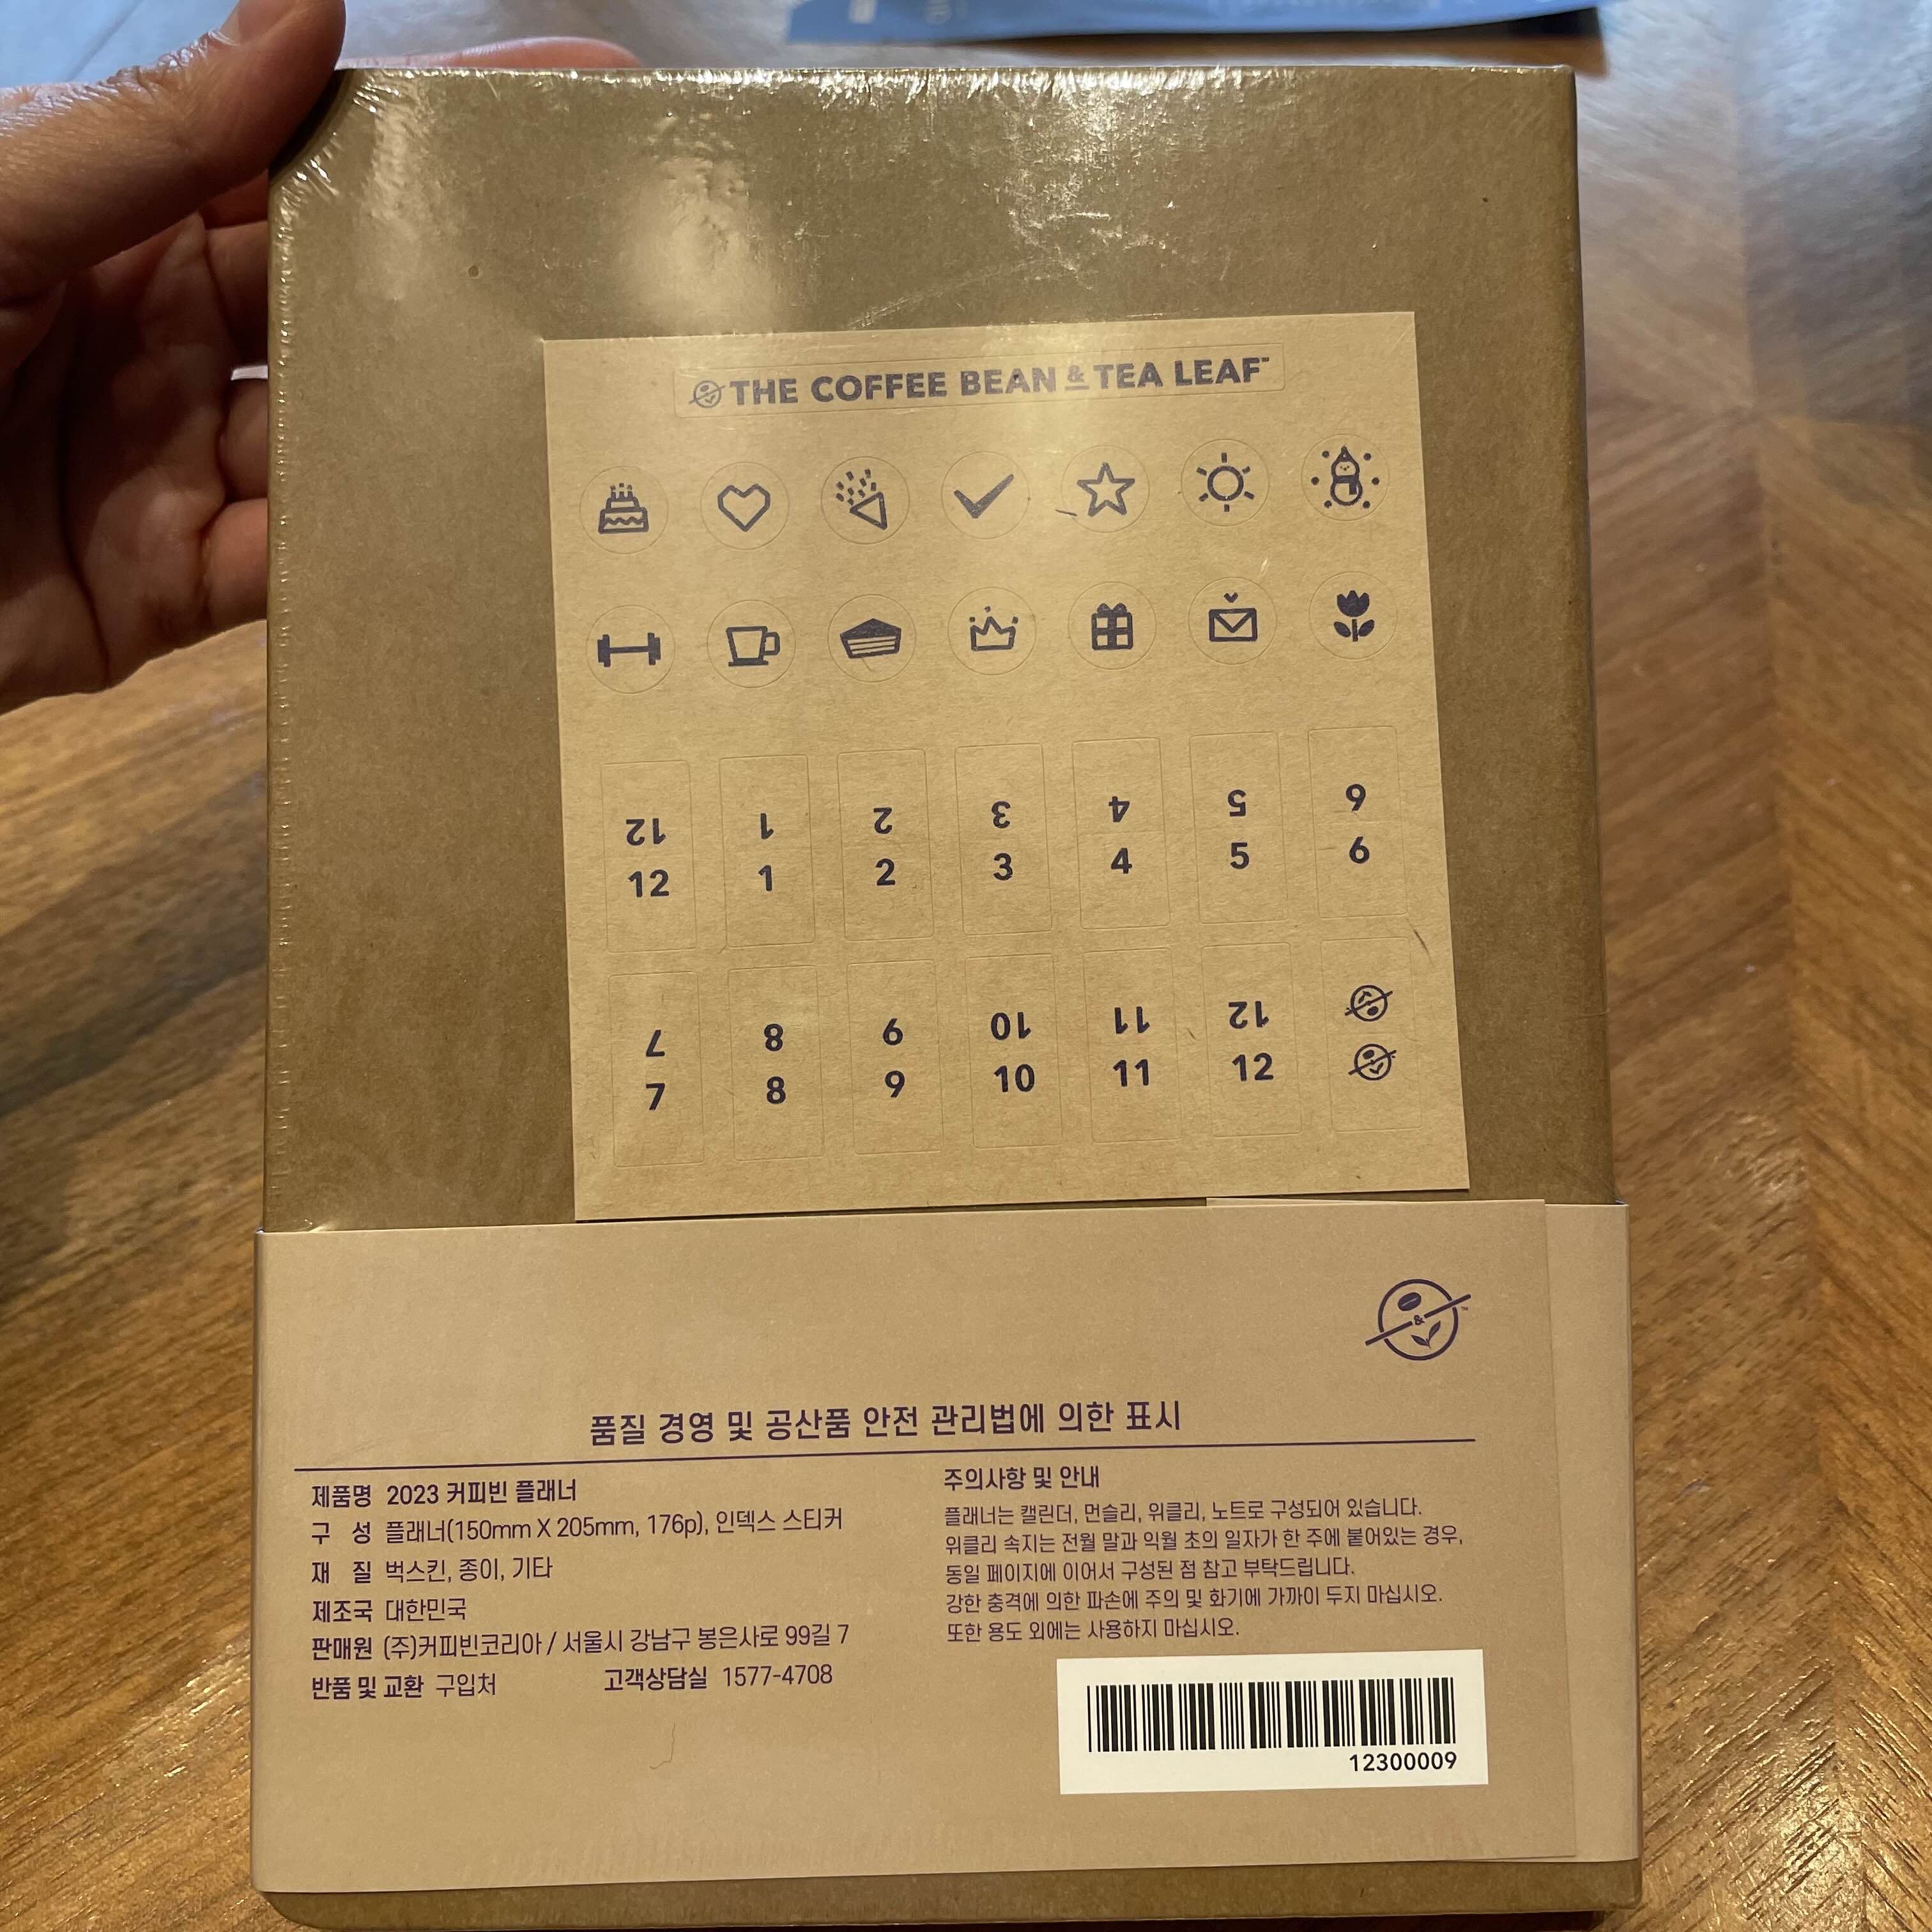 THE COFFEE BEAN & TEA LEAF™
12 1 2 3 4 5 6
12 1 2 3 4 5 6
7 8 9 10 11 12
7 8 9 10 11 12
&
품질 경영 및 공산품 안전 관리법에 의한 표시
제품명 2023 커피빈 플래너
구 성 플래너(150mm X 205mm, 176p), 인덱스 스티커
재 질 벅스킨, 종이, 기타
제조국 대한민국
판매원 (주)커피빈코리아 / 서울시 강남구 봉은사로 99길 7
반품 및 교환 구입처 고객상담실 1577-4708
주의사항 및 안내
플래너는 캘린더, 먼슬리, 위클리, 노트로 구성되어 있습니다.
위클리 속지는 전월 말과 익월 초의 일자가 한 주에 붙어있는 경우,
동일 페이지에 이어서 구성된 점 참고 부탁드립니다.
강한 충격에 의한 파손에 주의 및 화기에 가까이 두지 마십시오.
또한 용도 외에는 사용하지 마십시오.
12300009